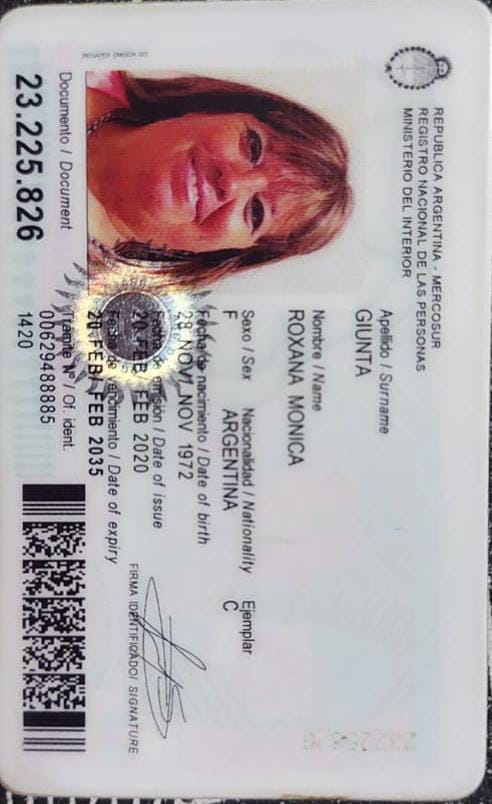 REPUBLICA ARGENTINA - MERCOSUR
REGISTRO NACIONAL DE LAS PERSONAS
MINISTERIO DEL INTERIOR
Apellido / Surname
GIUNTA
Nombre / Name
ROXANA MONICA
Sexo / Sex Nacionalidad / Nationality Ejemplar
F ARGENTINA C
Fecha de nacimiento / Date of birth
28 NOV/ NOV 1972
Fecha de emisión / Date of issue
20 FEB/ FEB 2020
Fecha de vencimiento / Date of expiry
20 FEB/ FEB 2035
FIRMA IDENTIFICADO/ SIGNATURE
Documento / Document
23.225.826
Trámite Nº / Of. ident.
00629488885
1420